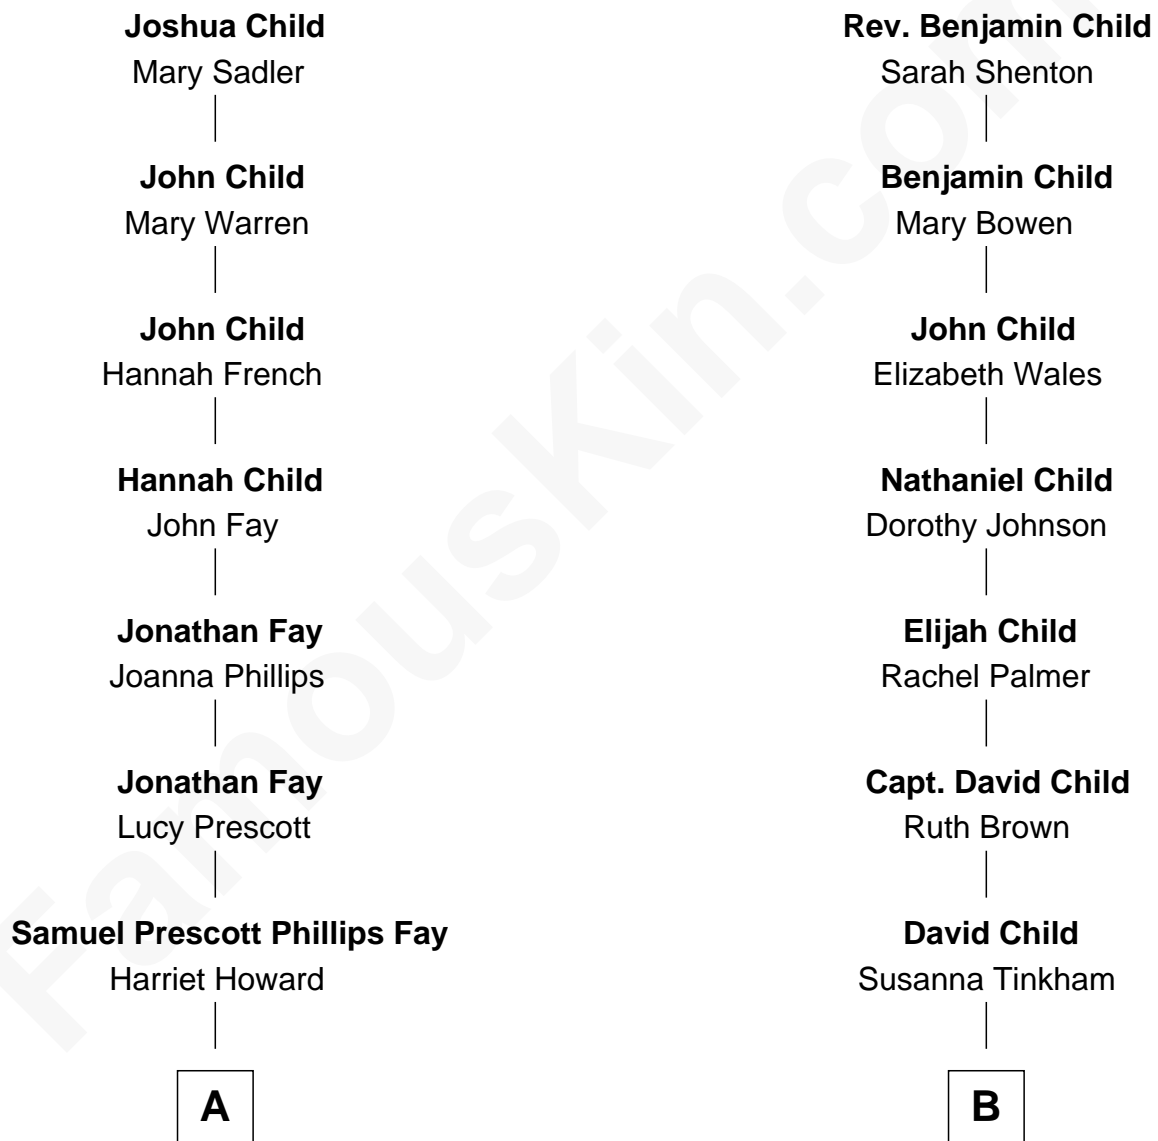 Joshua Child
Mary Sadler
John Child
Mary Warren
John Child
Hannah French
Hannah Child
John Fay
Jonathan Fay
Joanna Phillips
Jonathan Fay
Lucy Prescott
Samuel Prescott Phillips Fay
Harriet Howard
A
Rev. Benjamin Child
Sarah Shenton
Benjamin Child
Mary Bowen
John Child
Elizabeth Wales
Nathaniel Child
Dorothy Johnson
Elijah Child
Rachel Palmer
Capt. David Child
Ruth Brown
David Child
Susanna Tinkham
B
FamousKin.com